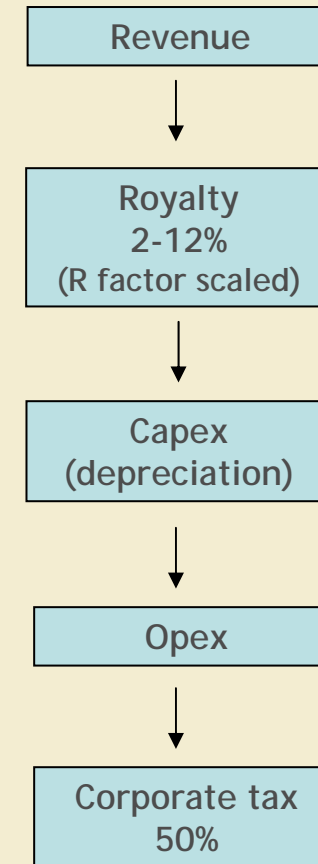 Revenue
Royalty
2-12%
(R factor scaled)
Capex
(depreciation)
Opex
Corporate tax
50%